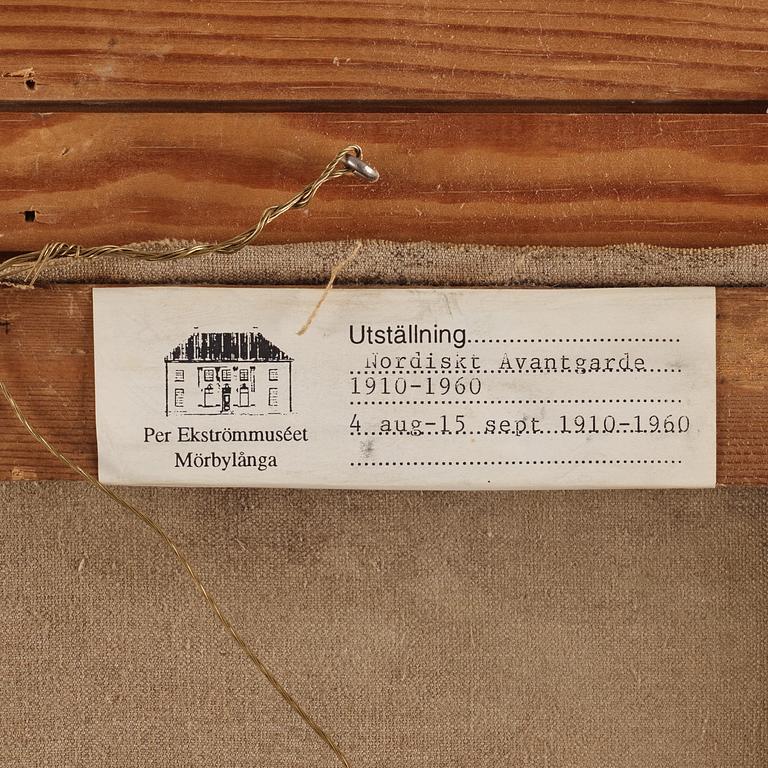 Utställning....................................
Nordiskt Avantgarde
1910-1960
4 aug-15 sept 1910-1960
Per Ekströmmuséet
Mörbylånga